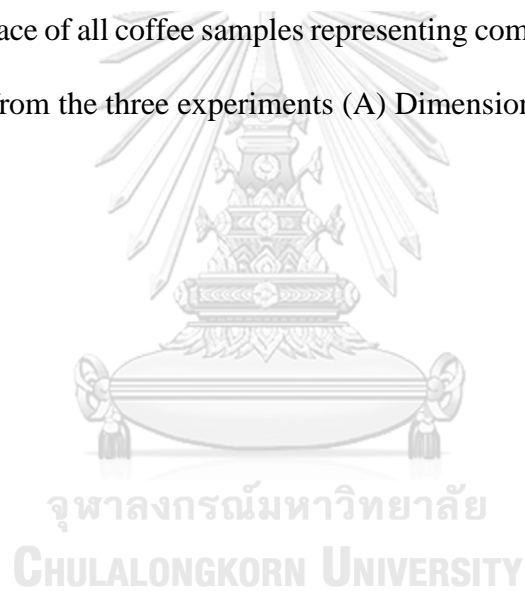 ace of all coffee samples representing com
from the three experiments (A) Dimension
จุฬาลงกรณ์มหาวิทยาลัย
CHULALONGKORN UNIVERSITY